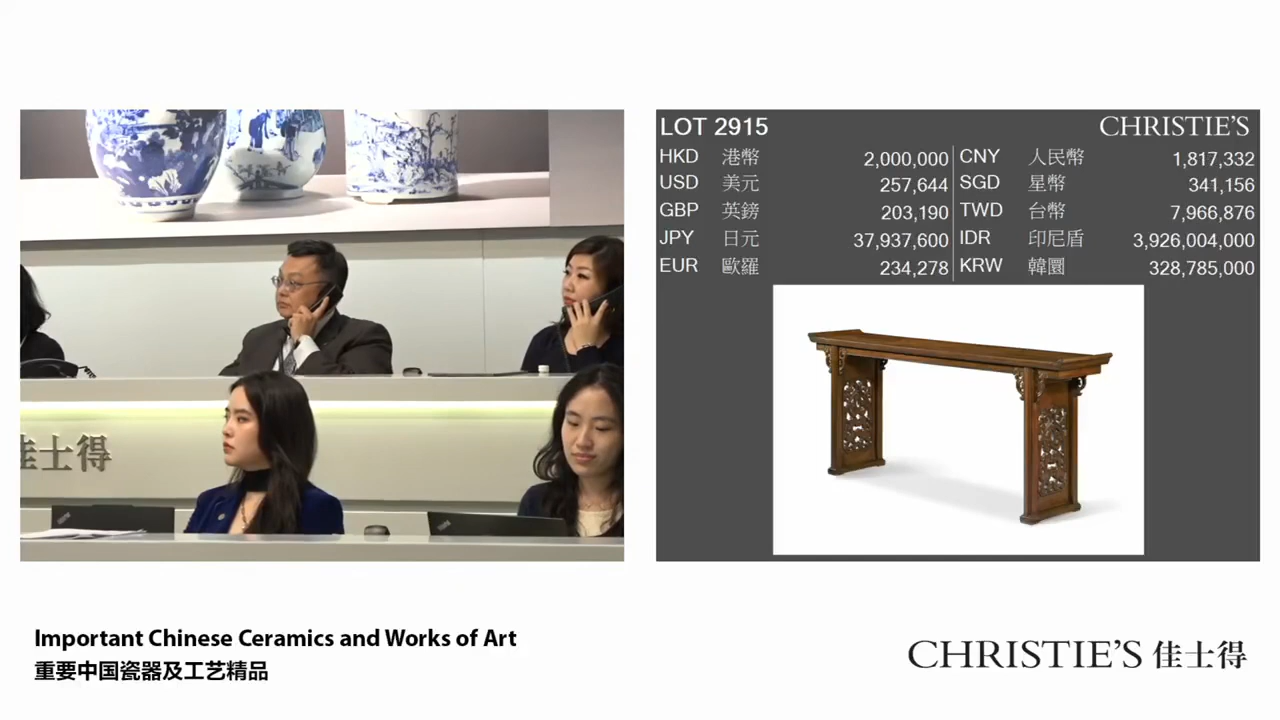 LOT 2915
CHRISTIE'S
HKD 港幣 2,000,000 CNY 人民幣 1,817,332
USD 美元 257,644 SGD 星幣 341,156
GBP 英鎊 203,190 TWD 台幣 7,966,876
JPY 日元 37,937,600 IDR 印尼盾 3,926,004,000
EUR 歐羅 234,278 KRW 韓圜 328,785,000
佳士得
Important Chinese Ceramics and Works of Art
重要中国瓷器及工艺精品
CHRISTIE'S 佳士得